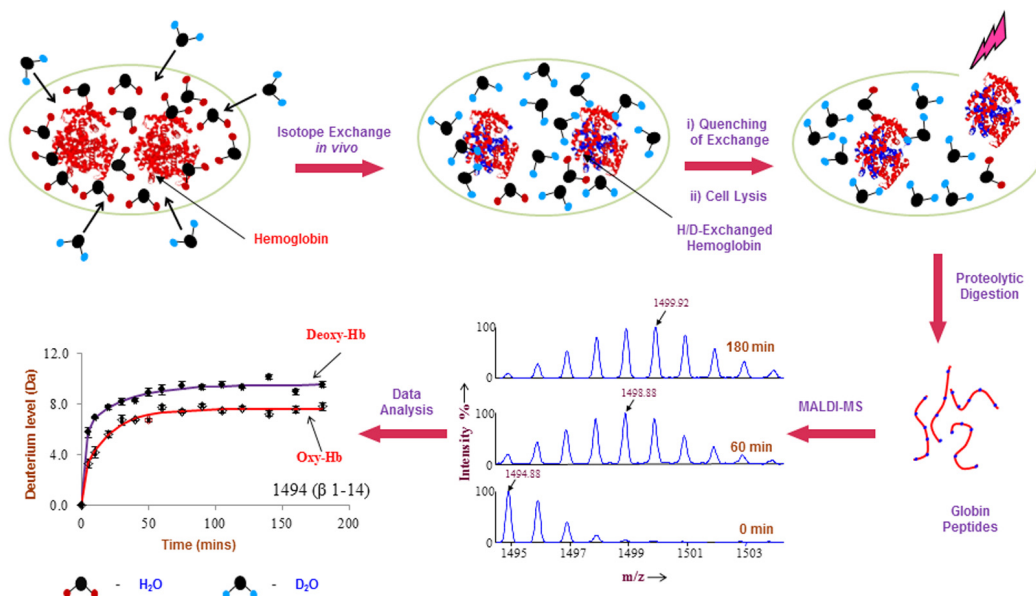 Isotope Exchange
in vivo
i) Quenching
of Exchange
ii) Cell Lysis
Hemoglobin
H/D-Exchanged
Hemoglobin
Proteolytic
Digestion
Globin
Peptides
MALDI-MS
1499.92
100
180 min
0
1498.88
100
60 min
0
1494.88
100
0 min
0
Intensity %→
1495 1497 1499 1501 1503
m/z→
Data
Analysis
Deoxy-Hb
Oxy-Hb
1494 (β 1-14)
Deuterium level (Da)
12.0
8.0
4.0
0.0
0 50 100 150 200
Time (mins)
- H₂O - D₂O